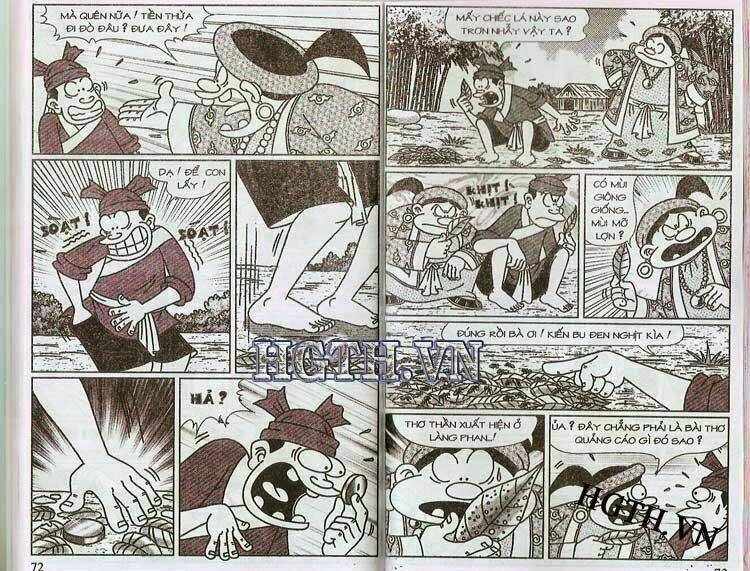 MÀ QUÊN NỮA! TIỀN THỪA
ĐI ĐÒ ĐÂU? ĐƯA ĐÂY!
DẠ! ĐỂ CON
LẤY!
SOẠT!
SOẠT!
HẢ?
72
MẤY CHIẾC LÁ NÀY SAO
TRƠN NHẪY VẬY TA?
KHỊT!
KHỊT!
CÓ MÙI
GIÔNG
GIỐNG...
MÙI MỠ
LỢN?
ĐÚNG RỒI BÀ ƠI! KIẾN BU ĐEN NGHỊT KÌA!
HGTH.VN
THƠ THẦN XUẤT HIỆN Ở
LÀNG PHAN...!
ỦA? ĐÂY CHẲNG PHẢI LÀ BÀI THƠ
QUẢNG CÁO GÌ ĐÓ SAO?
HGTH.VN